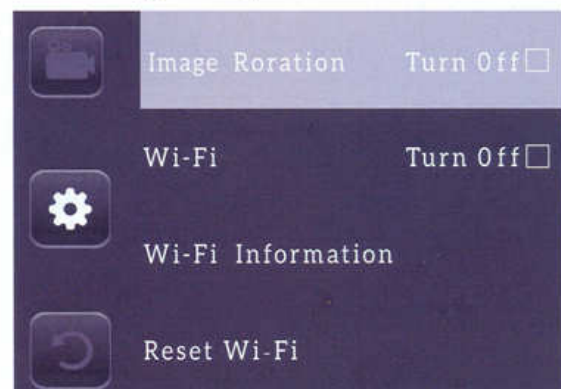 Image Roration Turn Off
Wi-Fi Turn Off
Wi-Fi Information
Reset Wi-Fi